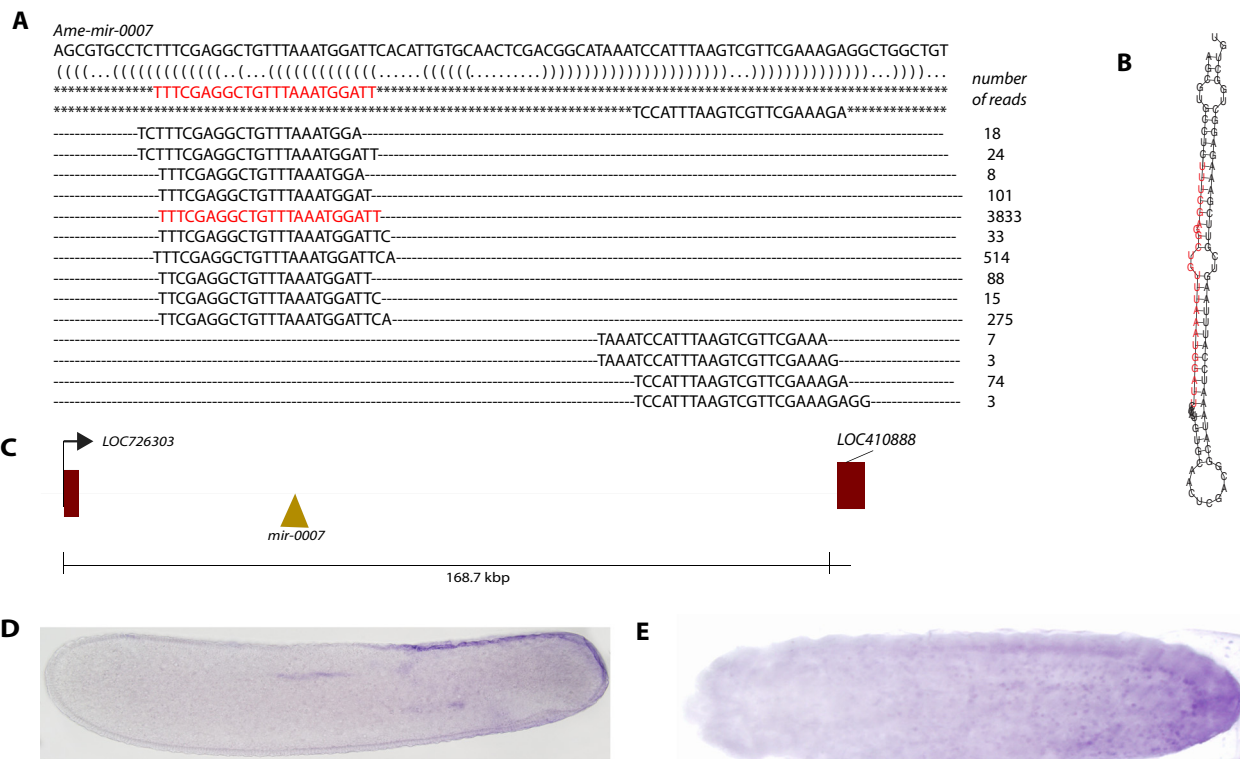 A
Ame-mir-0007
AGCGTGCCTCTTTCGAGGCTGTTTAAATGGATTCACATTGTGCAACTCGACGGCATAAATCCATTTAAGTCGTTCGAAAGAGGCTGGCTGT
number
of reads
TTTCGAGGCTGTTTAAATGGATT
TCCATTTAAGTCGTTCGAAAGA
TCTTTCGAGGCTGTTTAAATGGA 18
TCTTTCGAGGCTGTTTAAATGGATT 24
TTTCGAGGCTGTTTAAATGGA 8
TTTCGAGGCTGTTTAAATGGAT 101
TTTCGAGGCTGTTTAAATGGATT 3833
TTTCGAGGCTGTTTAAATGGATTC 33
TTTCGAGGCTGTTTAAATGGATTCA 514
TTCGAGGCTGTTTAAATGGATT 88
TTCGAGGCTGTTTAAATGGATTC 15
TTCGAGGCTGTTTAAATGGATTCA 275
TAAATCCATTTAAGTCGTTCGAAA 7
TAAATCCATTTAAGTCGTTCGAAAG 3
TCCATTTAAGTCGTTCGAAAGA 74
TCCATTTAAGTCGTTCGAAAGAGG 3
B
C
LOC726303
LOC410888
mir-0007
168.7 kbp
D
E